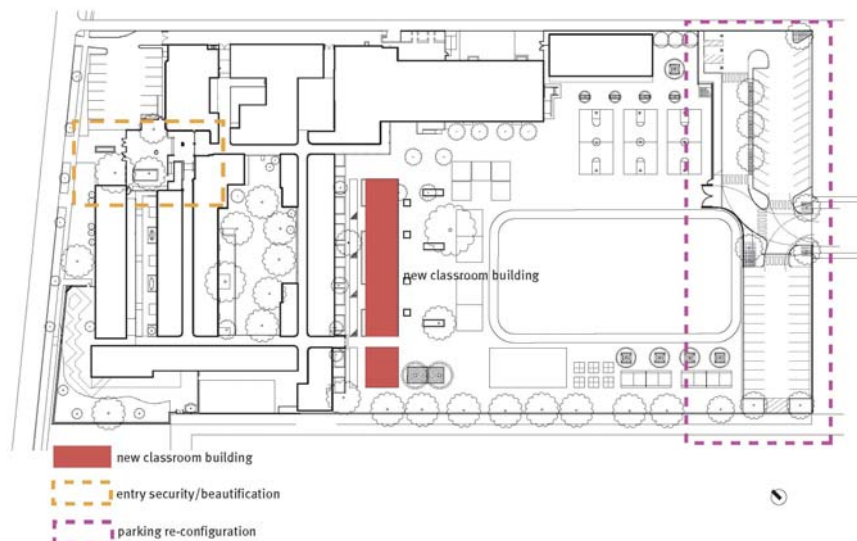 new classroom building
new classroom building
entry security/beautification
parking re-configuration